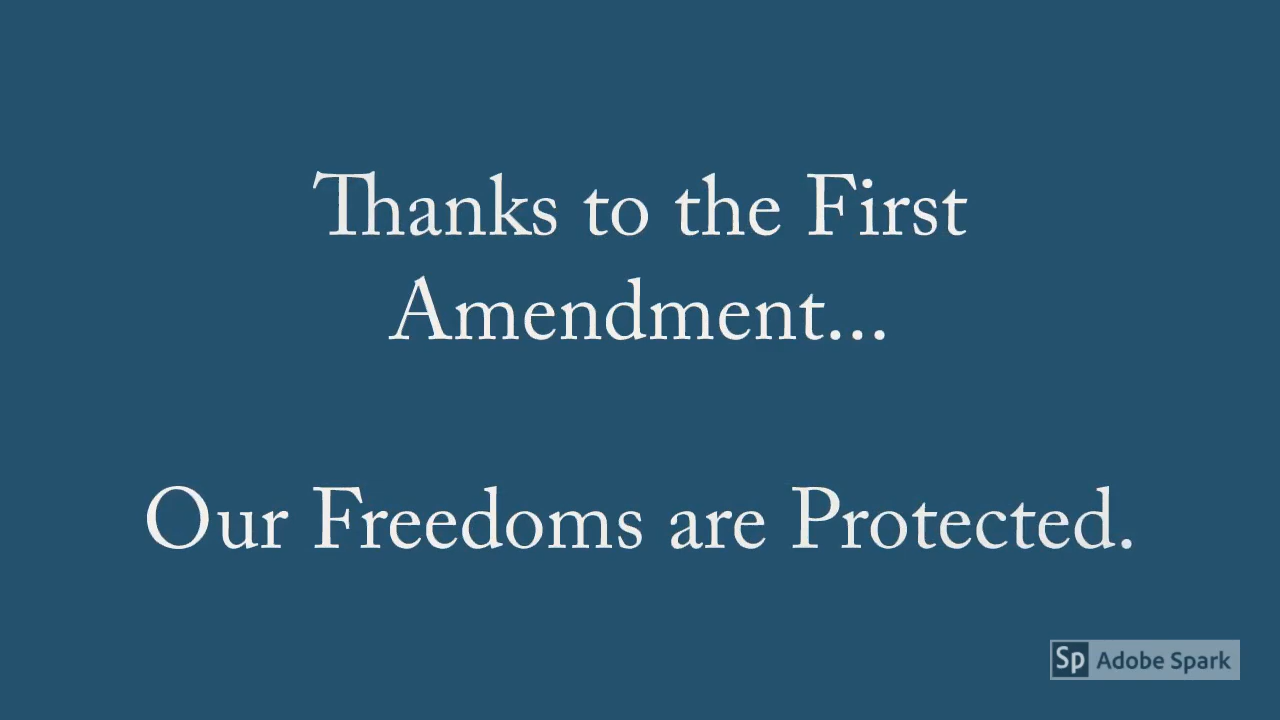 Thanks to the First
Amendment...
Our Freedoms are Protected.
Sp Adobe Spark